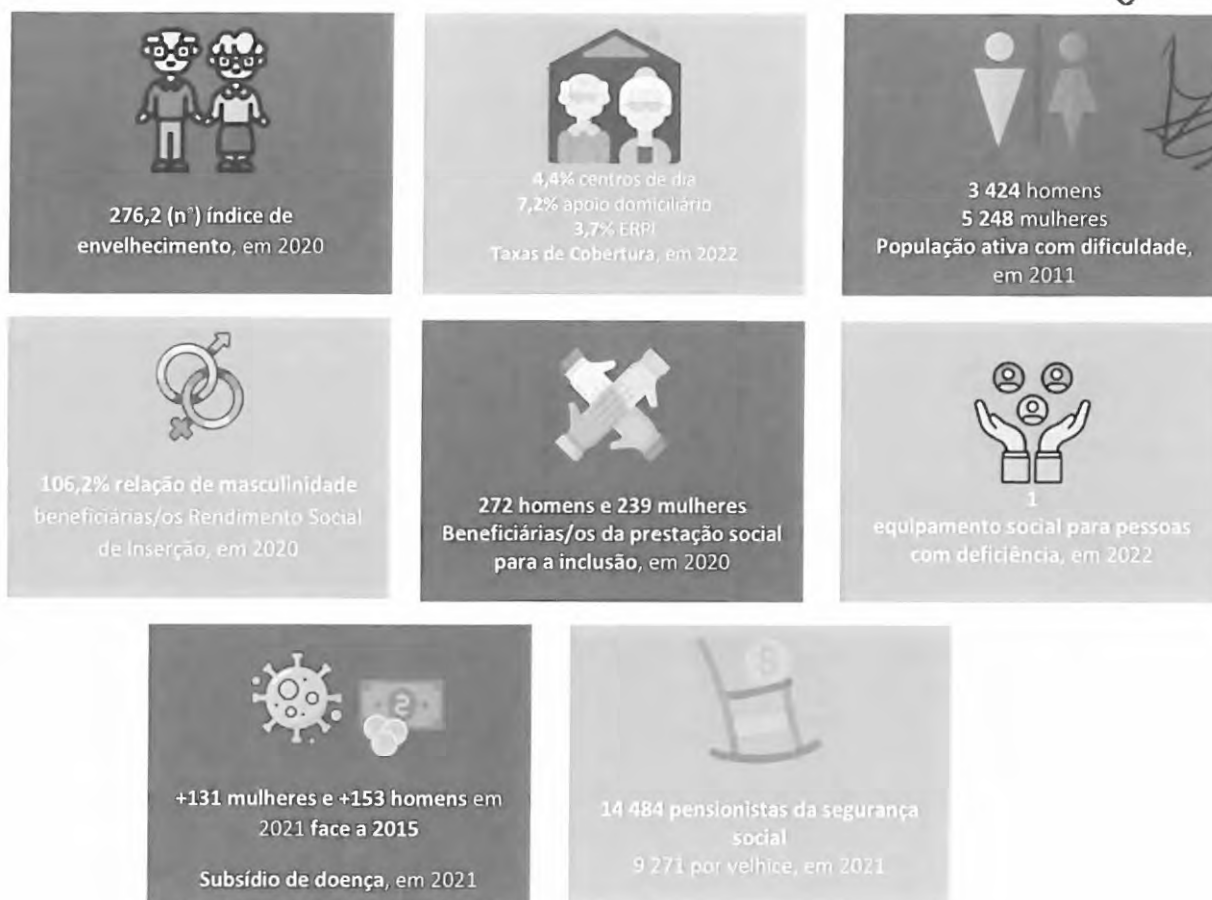 276,2 (nº) índice de
envelhecimento, em 2020
4,4% centros de dia
7,2% apoio domiciliário
3,7% ERPI
Taxas de Cobertura, em 2022
3 424 homens
5 248 mulheres
População ativa com dificuldade,
em 2011
106,2% relação de masculinidade
beneficiárias/os Rendimento Social
de Inserção, em 2020
272 homens e 239 mulheres
Beneficiárias/os da prestação social
para a inclusão, em 2020
1
equipamento social para pessoas
com deficiência, em 2022
+131 mulheres e +153 homens em
2021 face a 2015
Subsídio de doença, em 2021
14 484 pensionistas da segurança
social
9 271 por velhice, em 2021